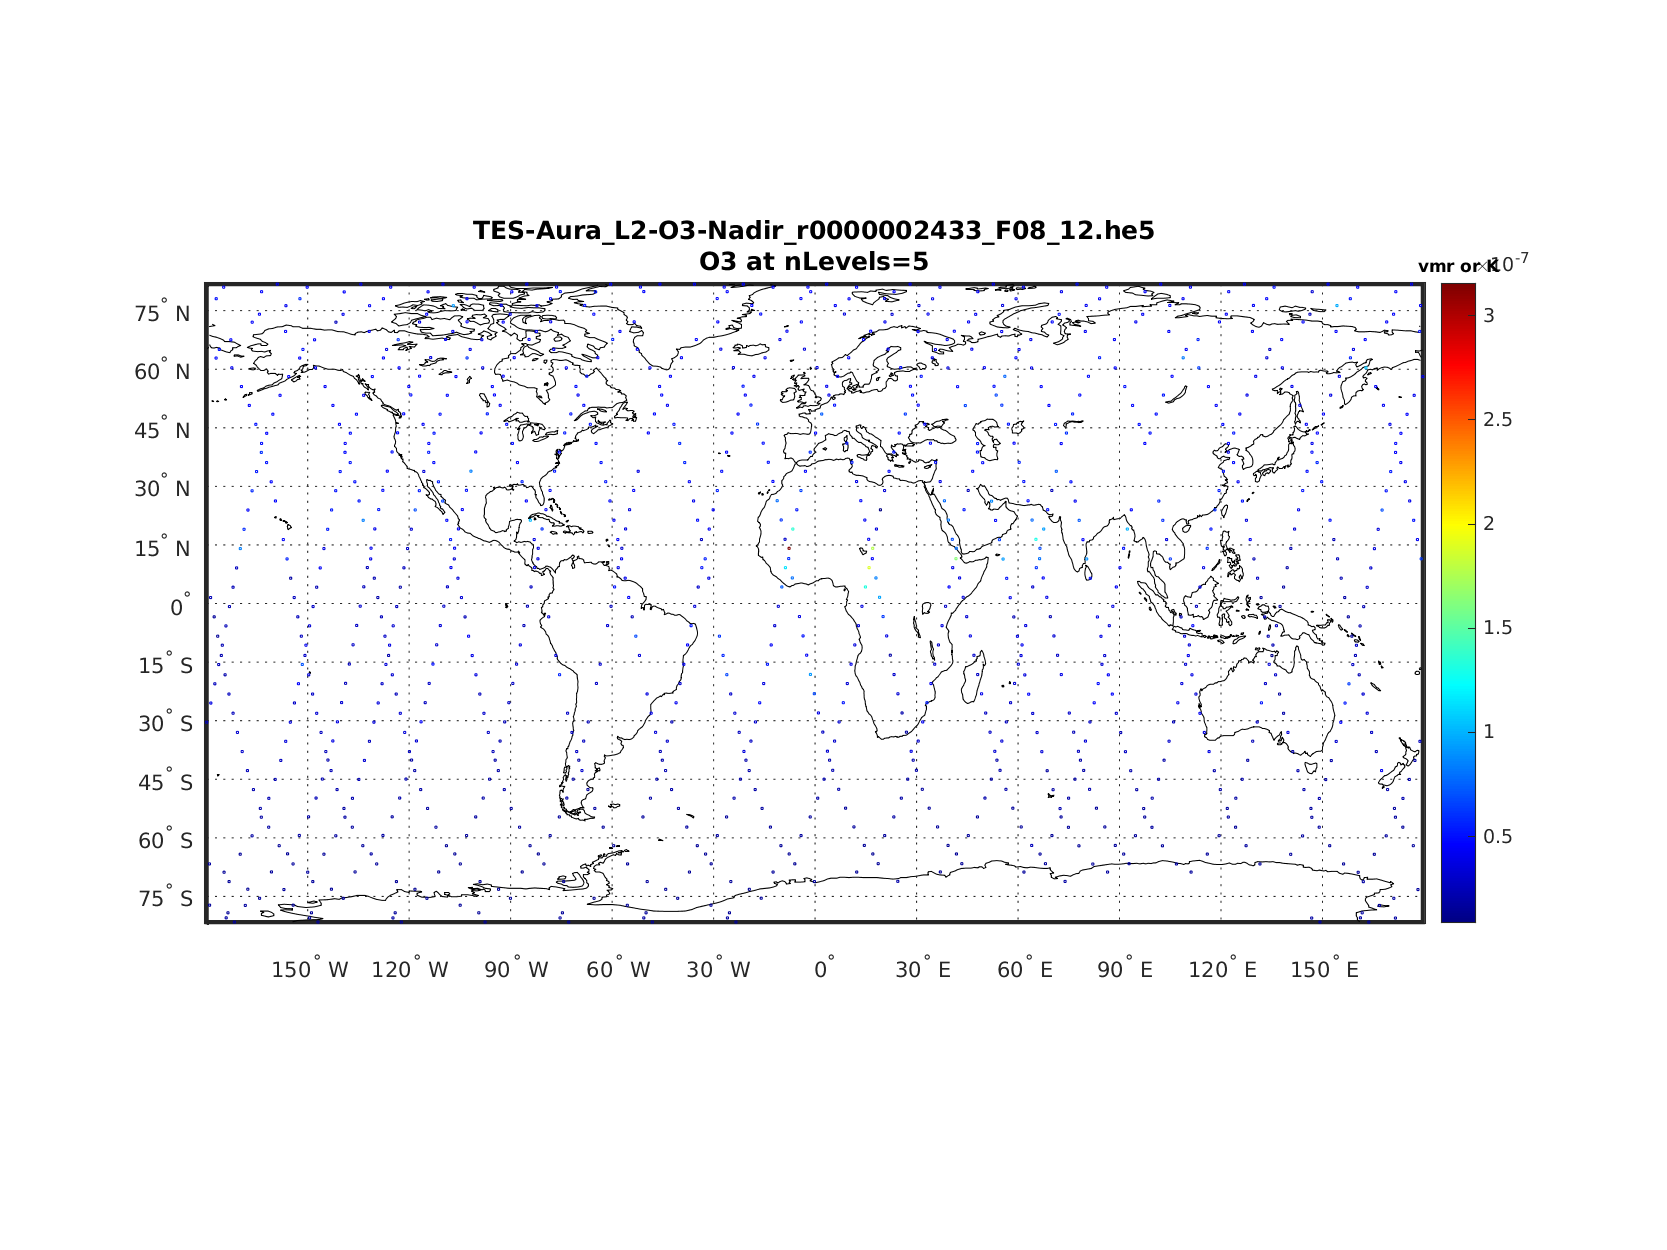 TES-Aura_L2-O3-Nadir_r0000002433_F08_12.he5
O3 at nLevels=5
vmr or K
×10-7
75° N
60° N
45° N
30° N
15° N
0°
15° S
30° S
45° S
60° S
75° S
3
2.5
2
1.5
1
0.5
150° W 120° W 90° W 60° W 30° W 0° 30° E 60° E 90° E 120° E 150° E